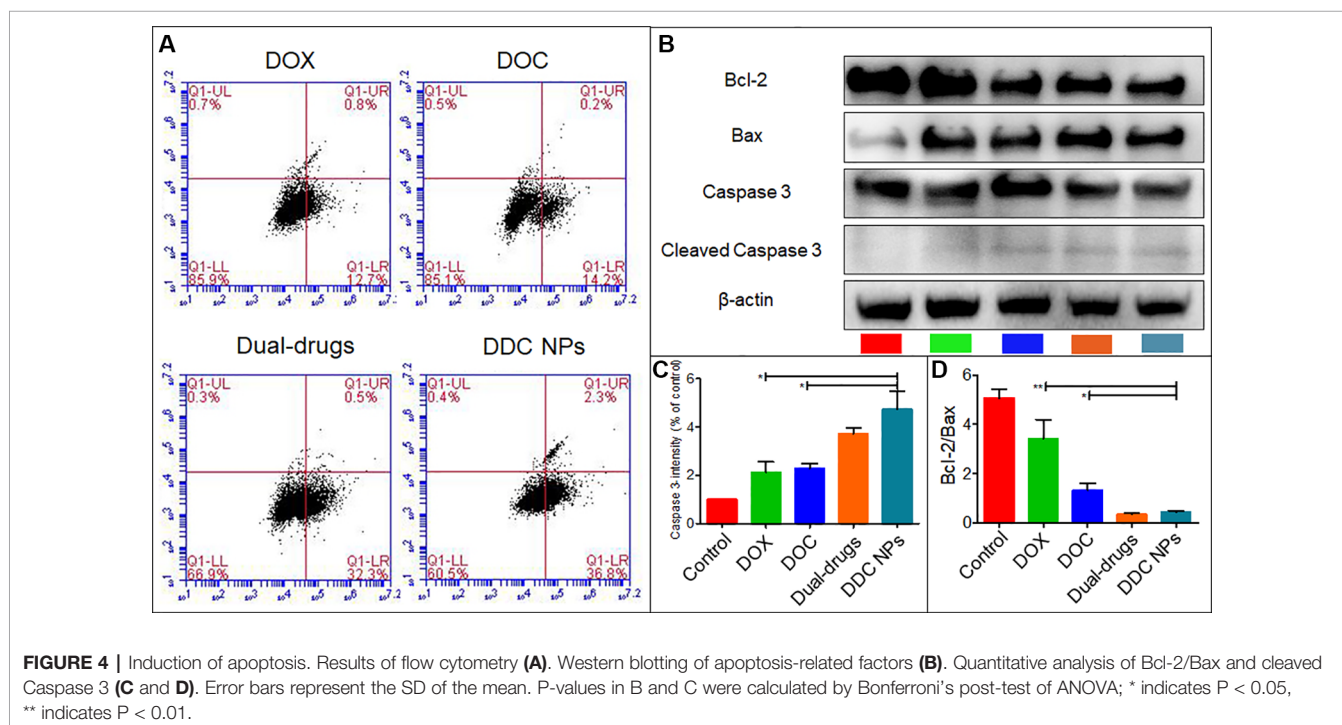 A
DOX
Q1-UL
0.7%
Q1-UR
0.8%
Q1-LL
85.9%
Q1-LR
12.7%
DOC
Q1-UL
0.5%
Q1-UR
0.2%
Q1-LL
85.1%
Q1-LR
14.2%
Dual-drugs
Q1-UL
0.3%
Q1-UR
0.5%
Q1-LL
66.9%
Q1-LR
32.3%
DDC NPs
Q1-UL
0.4%
Q1-UR
2.3%
Q1-LL
60.5%
Q1-LR
36.8%
B
Bcl-2
Bax
Caspase 3
Cleaved Caspase 3
β-actin
C
Caspase 3- intensity (% of control)
6
4
2
0
*
*
Control
DOX
DOC
Dual-drugs
DDC NPs
D
Bcl-2/Bax
6
4
2
0
**
*
Control
DOX
DOC
Dual-drugs
DDC NPs
FIGURE 4 | Induction of apoptosis. Results of flow cytometry (A). Western blotting of apoptosis-related factors (B). Quantitative analysis of Bcl-2/Bax and cleaved
Caspase 3 (C and D). Error bars represent the SD of the mean. P-values in B and C were calculated by Bonferroni's post-test of ANOVA; * indicates P < 0.05,
** indicates P < 0.01.